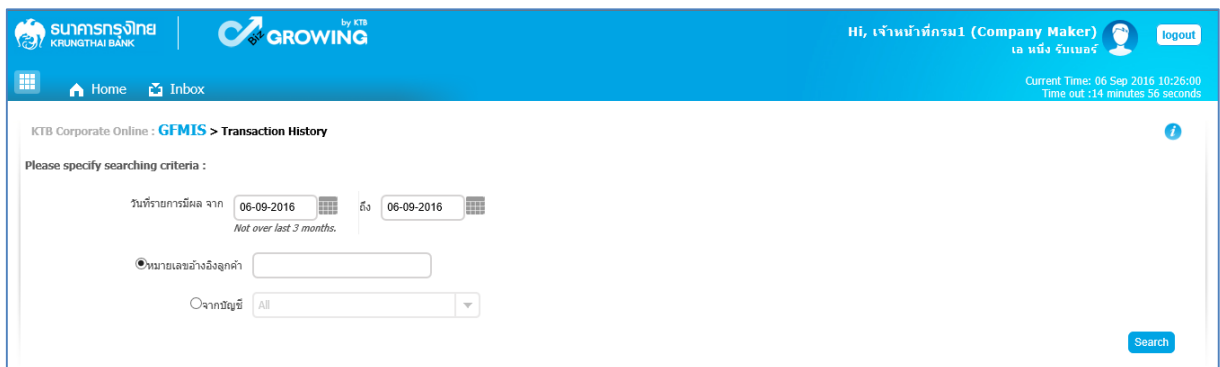 ธนาคารกรุงไทย
KRUNGTHAI BANK
by KTB
Biz GROWING
Hi, เจ้าหน้าที่กรม1 (Company Maker)
เอ หนึ่ง รับเบอร์
logout
Home Inbox
Current Time: 06 Sep 2016 10:26:00
Time out :14 minutes 56 seconds
KTB Corporate Online : GFMIS > Transaction History
i
Please specify searching criteria :
วันที่รายการมีผล จาก 06-09-2016 ถึง 06-09-2016
Not over last 3 months.
หมายเลขอ้างอิงลูกค้า
จากบัญชี All
Search